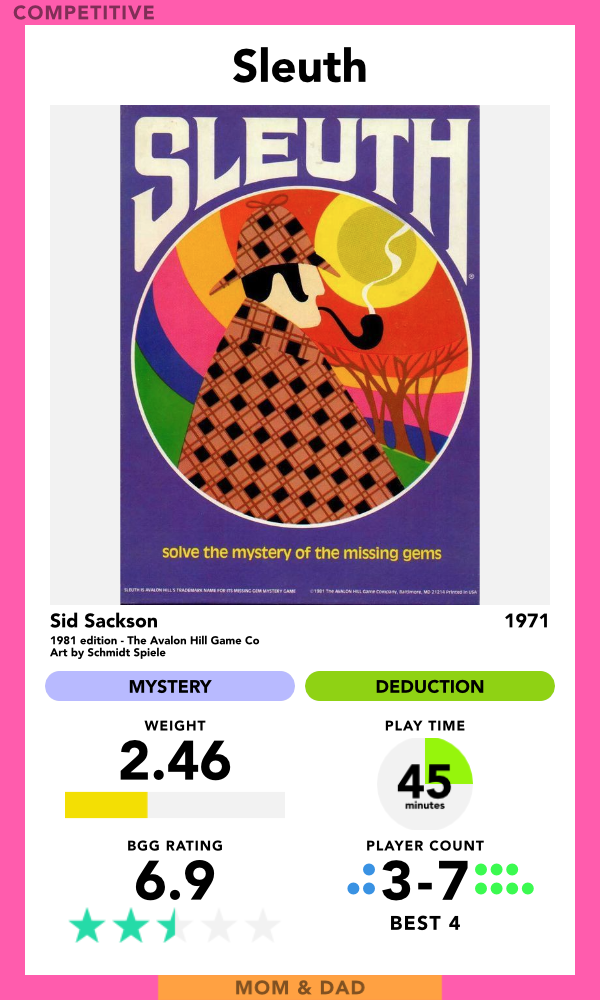 COMPETITIVE
Sleuth
SLEUTH
®
solve the mystery of the missing gems
SLEUTH IS AVALON HILL'S TRADEMARK NAME FOR ITS MISSING GEM MYSTERY GAME
©1981 The AVALON HILL Game Company, Baltimore, MD 21214 Printed in USA
Sid Sackson 1971
1981 edition - The Avalon Hill Game Co
Art by Schmidt Spiele
MYSTERY DEDUCTION
WEIGHT PLAY TIME
2.46 45
minutes
BGG RATING PLAYER COUNT
6.9 3-7
BEST 4
MOM & DAD